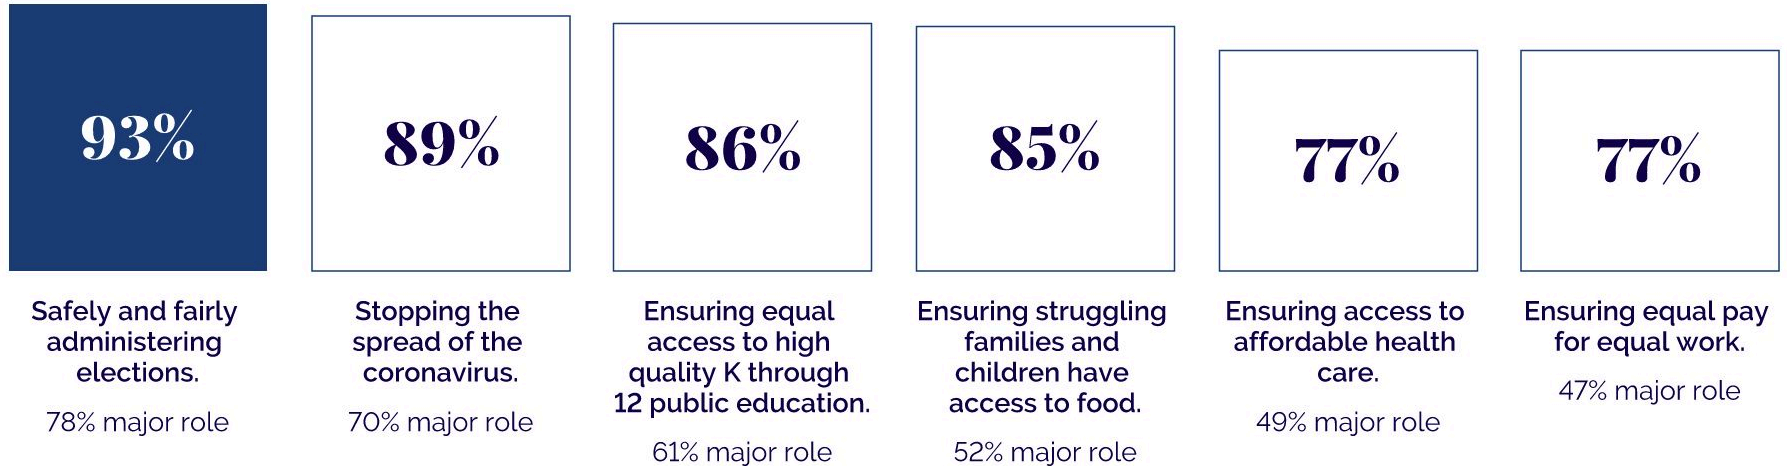 93%
Safely and fairly
administering
elections.
78% major role
89%
Stopping the
spread of the
coronavirus.
70% major role
86%
Ensuring equal
access to high
quality K through
12 public education.
61% major role
85%
Ensuring struggling
families and
children have
access to food.
52% major role
77%
Ensuring access to
affordable health
care.
49% major role
77%
Ensuring equal pay
for equal work.
47% major role